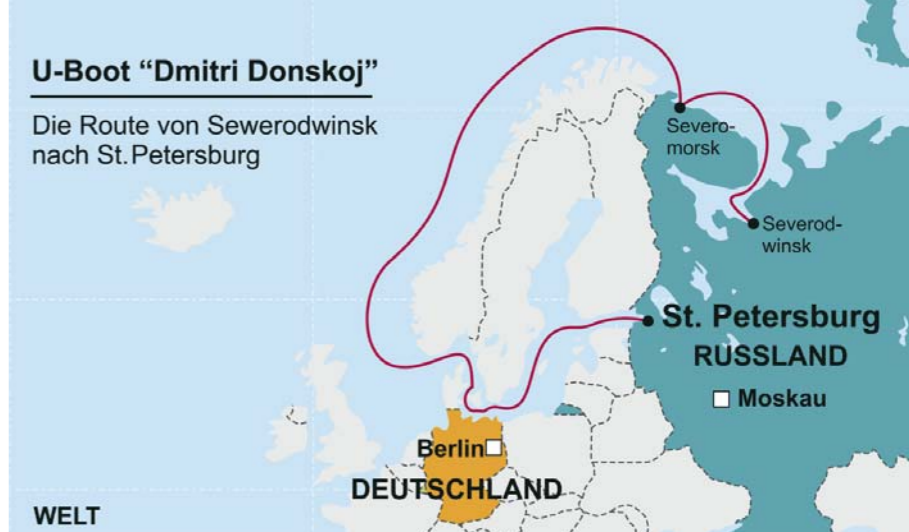 U-Boot “Dmitri Donskoj”
Die Route von Sewerodwinsk
nach St. Petersburg
Severo-
morsk
Severod-
winsk
St. Petersburg
RUSSLAND
Moskau
Berlin
DEUTSCHLAND
WELT